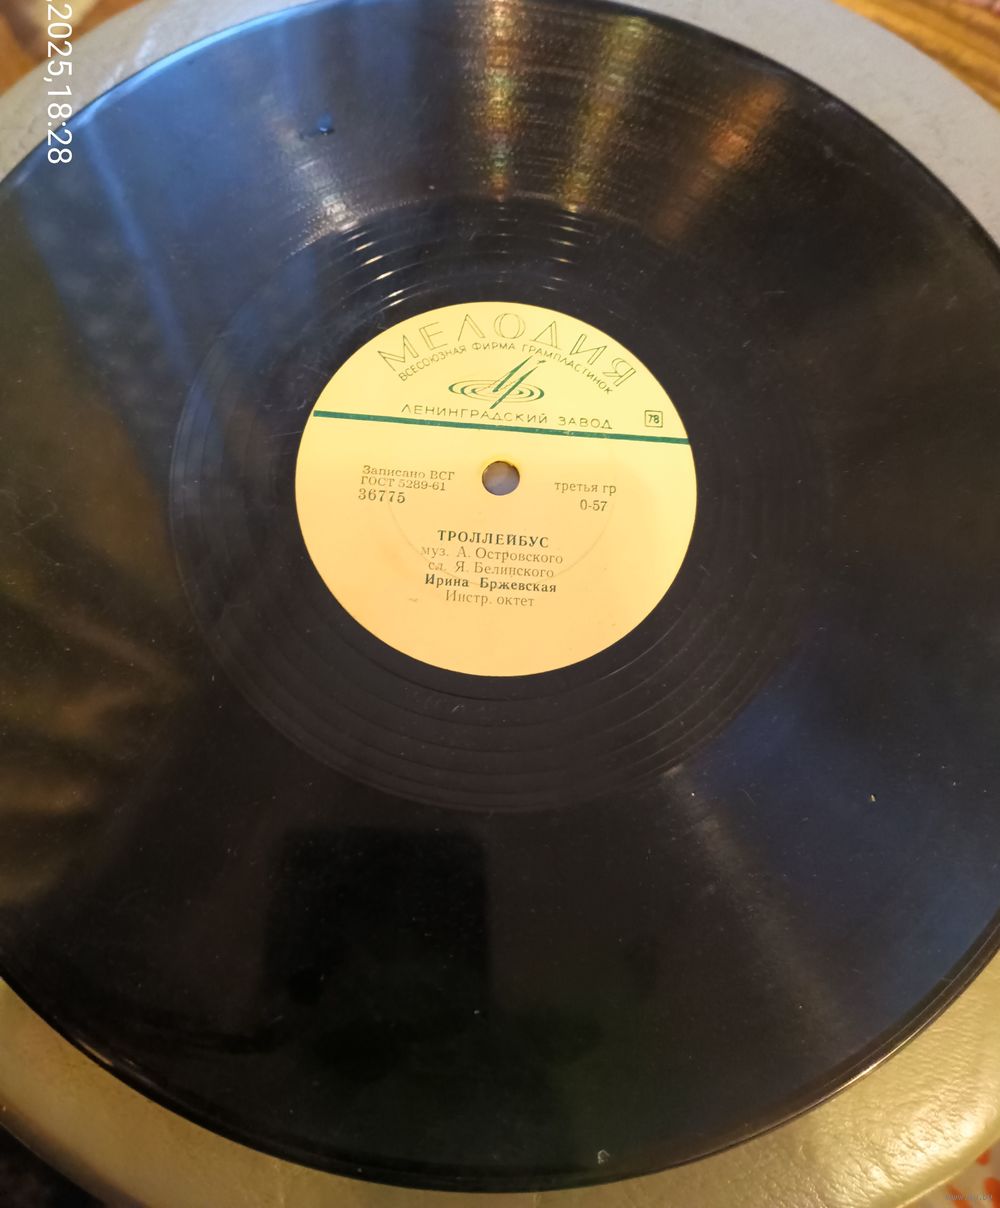 ,2025,18:28
МЕЛОДИЯ
ВСЕСОЮЗНАЯ ФИРМА ГРАМПЛАСТИНОК
ЛЕНИНГРАДСКИЙ ЗАВОД
78
Записано ВСГ
ГОСТ 5289-61
36775
третья гр
0-57
ТРОЛЛЕЙБУС
муз. А. Островского
сл. Я. Белинского
Ирина Бржевская
Инстр. октет